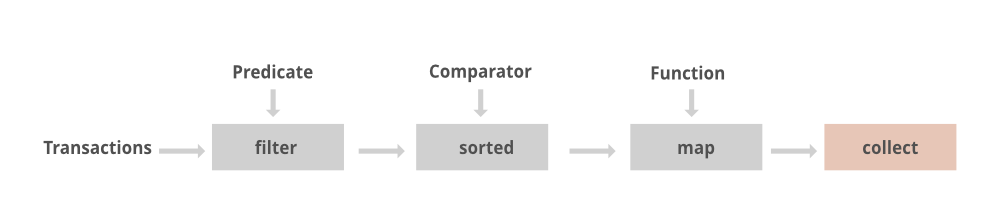 Predicate
Comparator
Function
Transactions
filter
sorted
map
collect